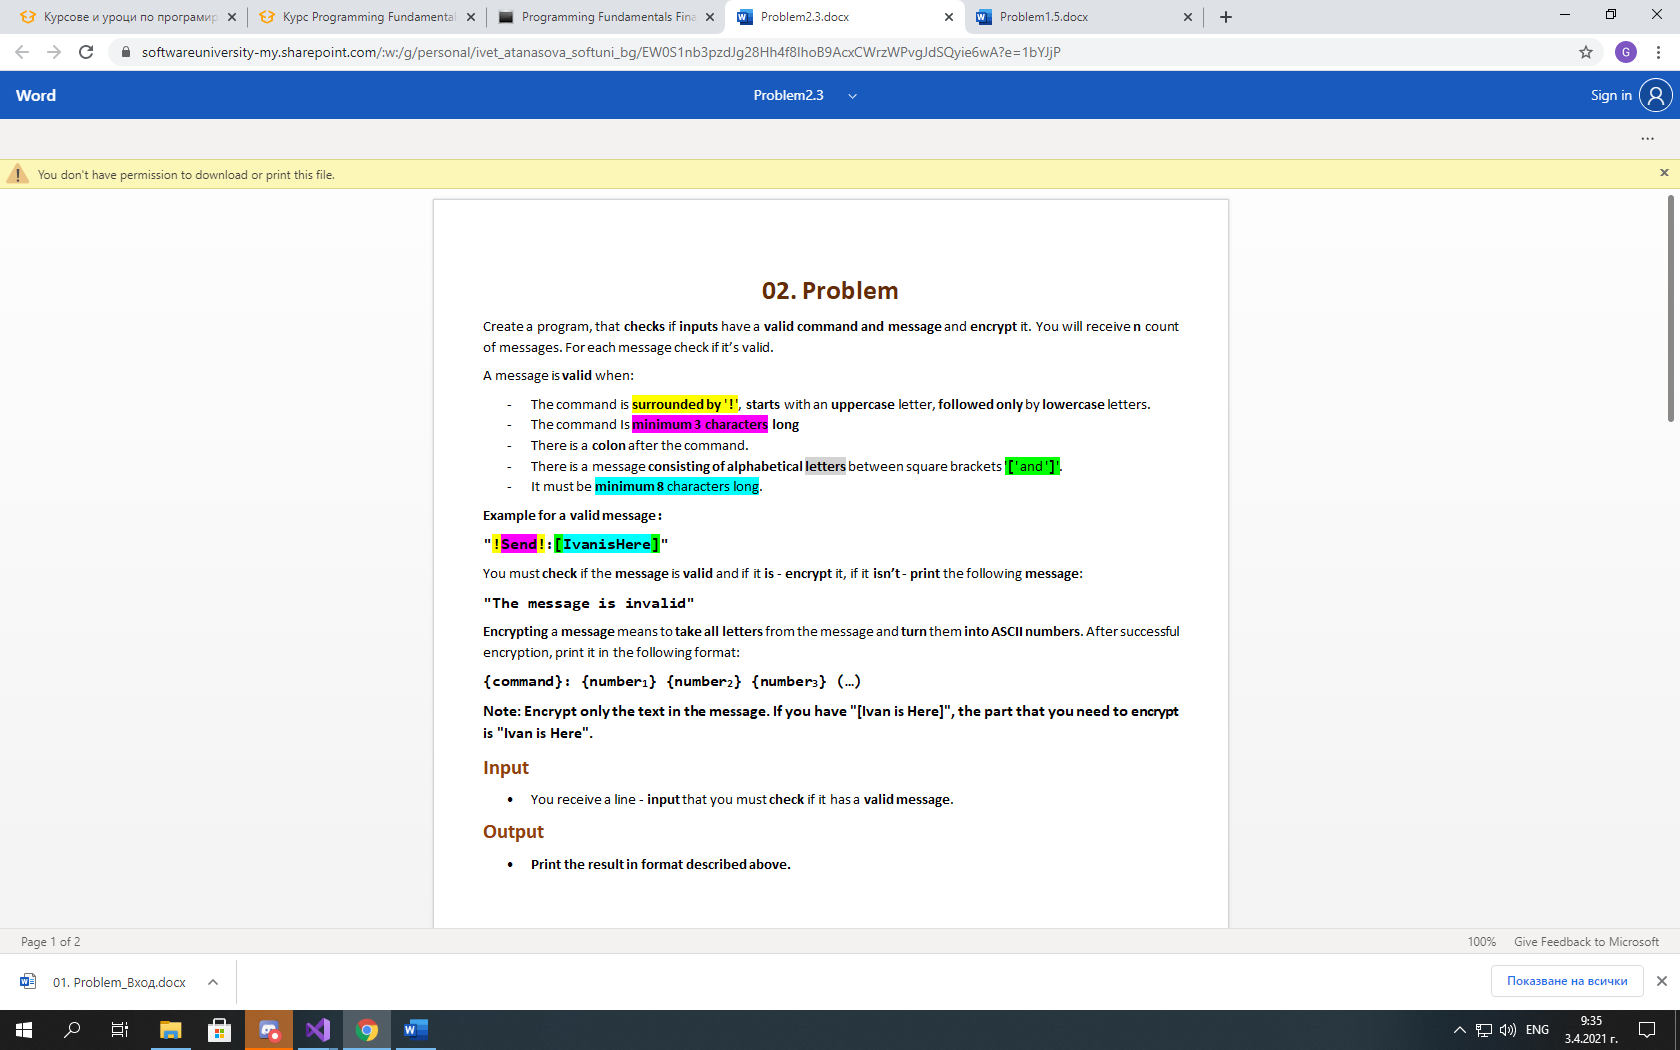 Курсове и уроци по програмир
Курс Programming Fundamental
Programming Fundamentals Fina
Problem2.3.docx
Problem1.5.docx
softwareuniversity-my.sharepoint.com/:w:/g/personal/ivet_atanasova_softuni_bg/EW0S1nb3pzdJg28Hh4f8IhoB9AcxCWrzWPvgJdSQyie6wA?e=1bYJjP
G
Word
Problem2.3
Sign in
You don't have permission to download or print this file.
02. Problem
Create a program, that checks if inputs have a valid command and message and encrypt it. You will receive n count
of messages. For each message check if it’s valid.
A message is valid when:
- The command is surrounded by '!', starts with an uppercase letter, followed only by lowercase letters.
- The command Is minimum 3 characters long
- There is a colon after the command.
- There is a message consisting of alphabetical letters between square brackets '[' and ']'.
- It must be minimum 8 characters long.
Example for a valid message:
"!Send!:[IvanisHere]"
You must check if the message is valid and if it is - encrypt it, if it isn’t - print the following message:
"The message is invalid"
Encrypting a message means to take all letters from the message and turn them into ASCII numbers. After successful
encryption, print it in the following format:
{command}: {number₁} {number₂} {number₃} (…)
Note: Encrypt only the text in the message. If you have "[Ivan is Here]", the part that you need to encrypt
is "Ivan is Here".
Input
• You receive a line - input that you must check if it has a valid message.
Output
• Print the result in format described above.
Page 1 of 2
100%
Give Feedback to Microsoft
01. Problem_Вход.docx
Показване на всички
ENG
9:35
3.4.2021 г.